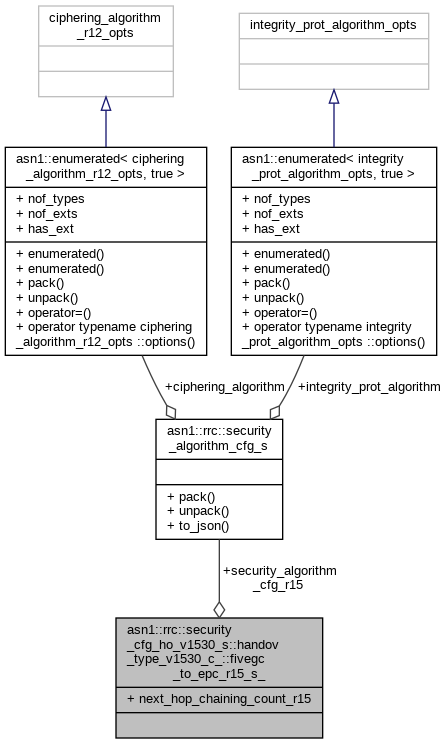 ciphering_algorithm
_r12_opts
integrity_prot_algorithm_opts
asn1::enumerated< ciphering
_algorithm_r12_opts, true >
+ nof_types
+ nof_exts
+ has_ext
+ enumerated()
+ enumerated()
+ pack()
+ unpack()
+ operator=()
+ operator typename ciphering
_algorithm_r12_opts ::options()
asn1::enumerated< integrity
_prot_algorithm_opts, true >
+ nof_types
+ nof_exts
+ has_ext
+ enumerated()
+ enumerated()
+ pack()
+ unpack()
+ operator=()
+ operator typename integrity
_prot_algorithm_opts ::options()
+ciphering_algorithm
+integrity_prot_algorithm
asn1::rrc::security
_algorithm_cfg_s
+ pack()
+ unpack()
+ to_json()
+security_algorithm
_cfg_r15
asn1::rrc::security
_cfg_ho_v1530_s::handov
_type_v1530_c_::fivegc
_to_epc_r15_s_
+ next_hop_chaining_count_r15